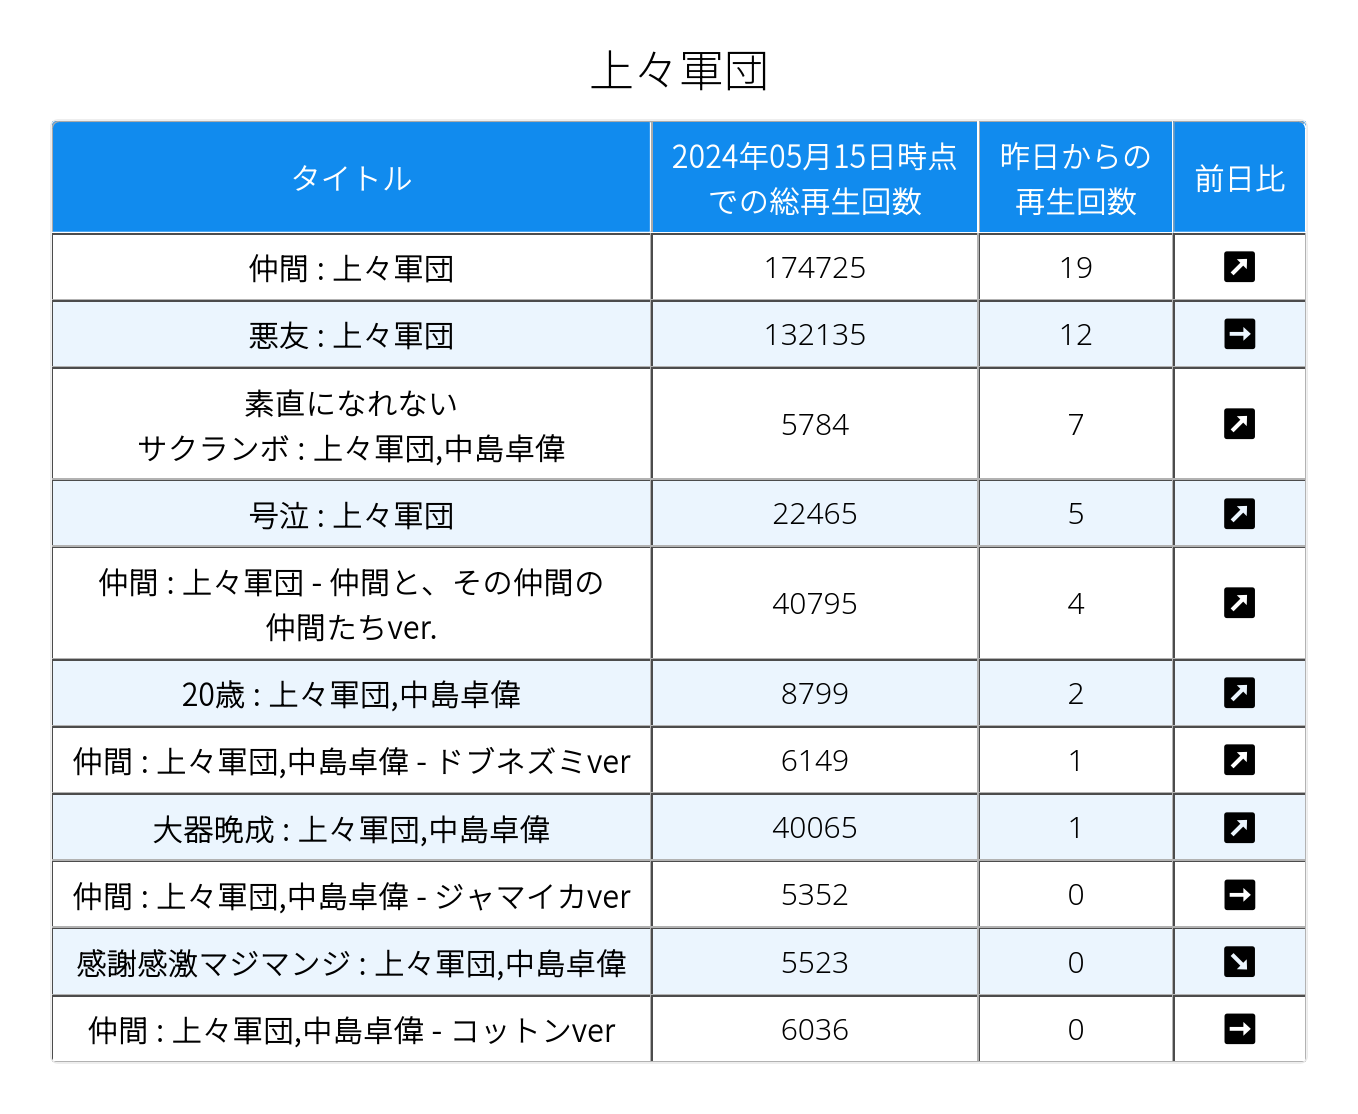 上々軍団
タイトル
2024年05月15日時点
での総再生回数
昨日からの
再生回数
前日比
仲間 : 上々軍団 174725 19
悪友 : 上々軍団 132135 12
素直になれない
サクランボ : 上々軍団,中島卓偉 5784 7
号泣 : 上々軍団 22465 5
仲間 : 上々軍団 - 仲間と、その仲間の
仲間たちver. 40795 4
20歳 : 上々軍団,中島卓偉 8799 2
仲間 : 上々軍団,中島卓偉 - ドブネズミver 6149 1
大器晩成 : 上々軍団,中島卓偉 40065 1
仲間 : 上々軍団,中島卓偉 - ジャマイカver 5352 0
感謝感激マジマンジ : 上々軍団,中島卓偉 5523 0
仲間 : 上々軍団,中島卓偉 - コットンver 6036 0